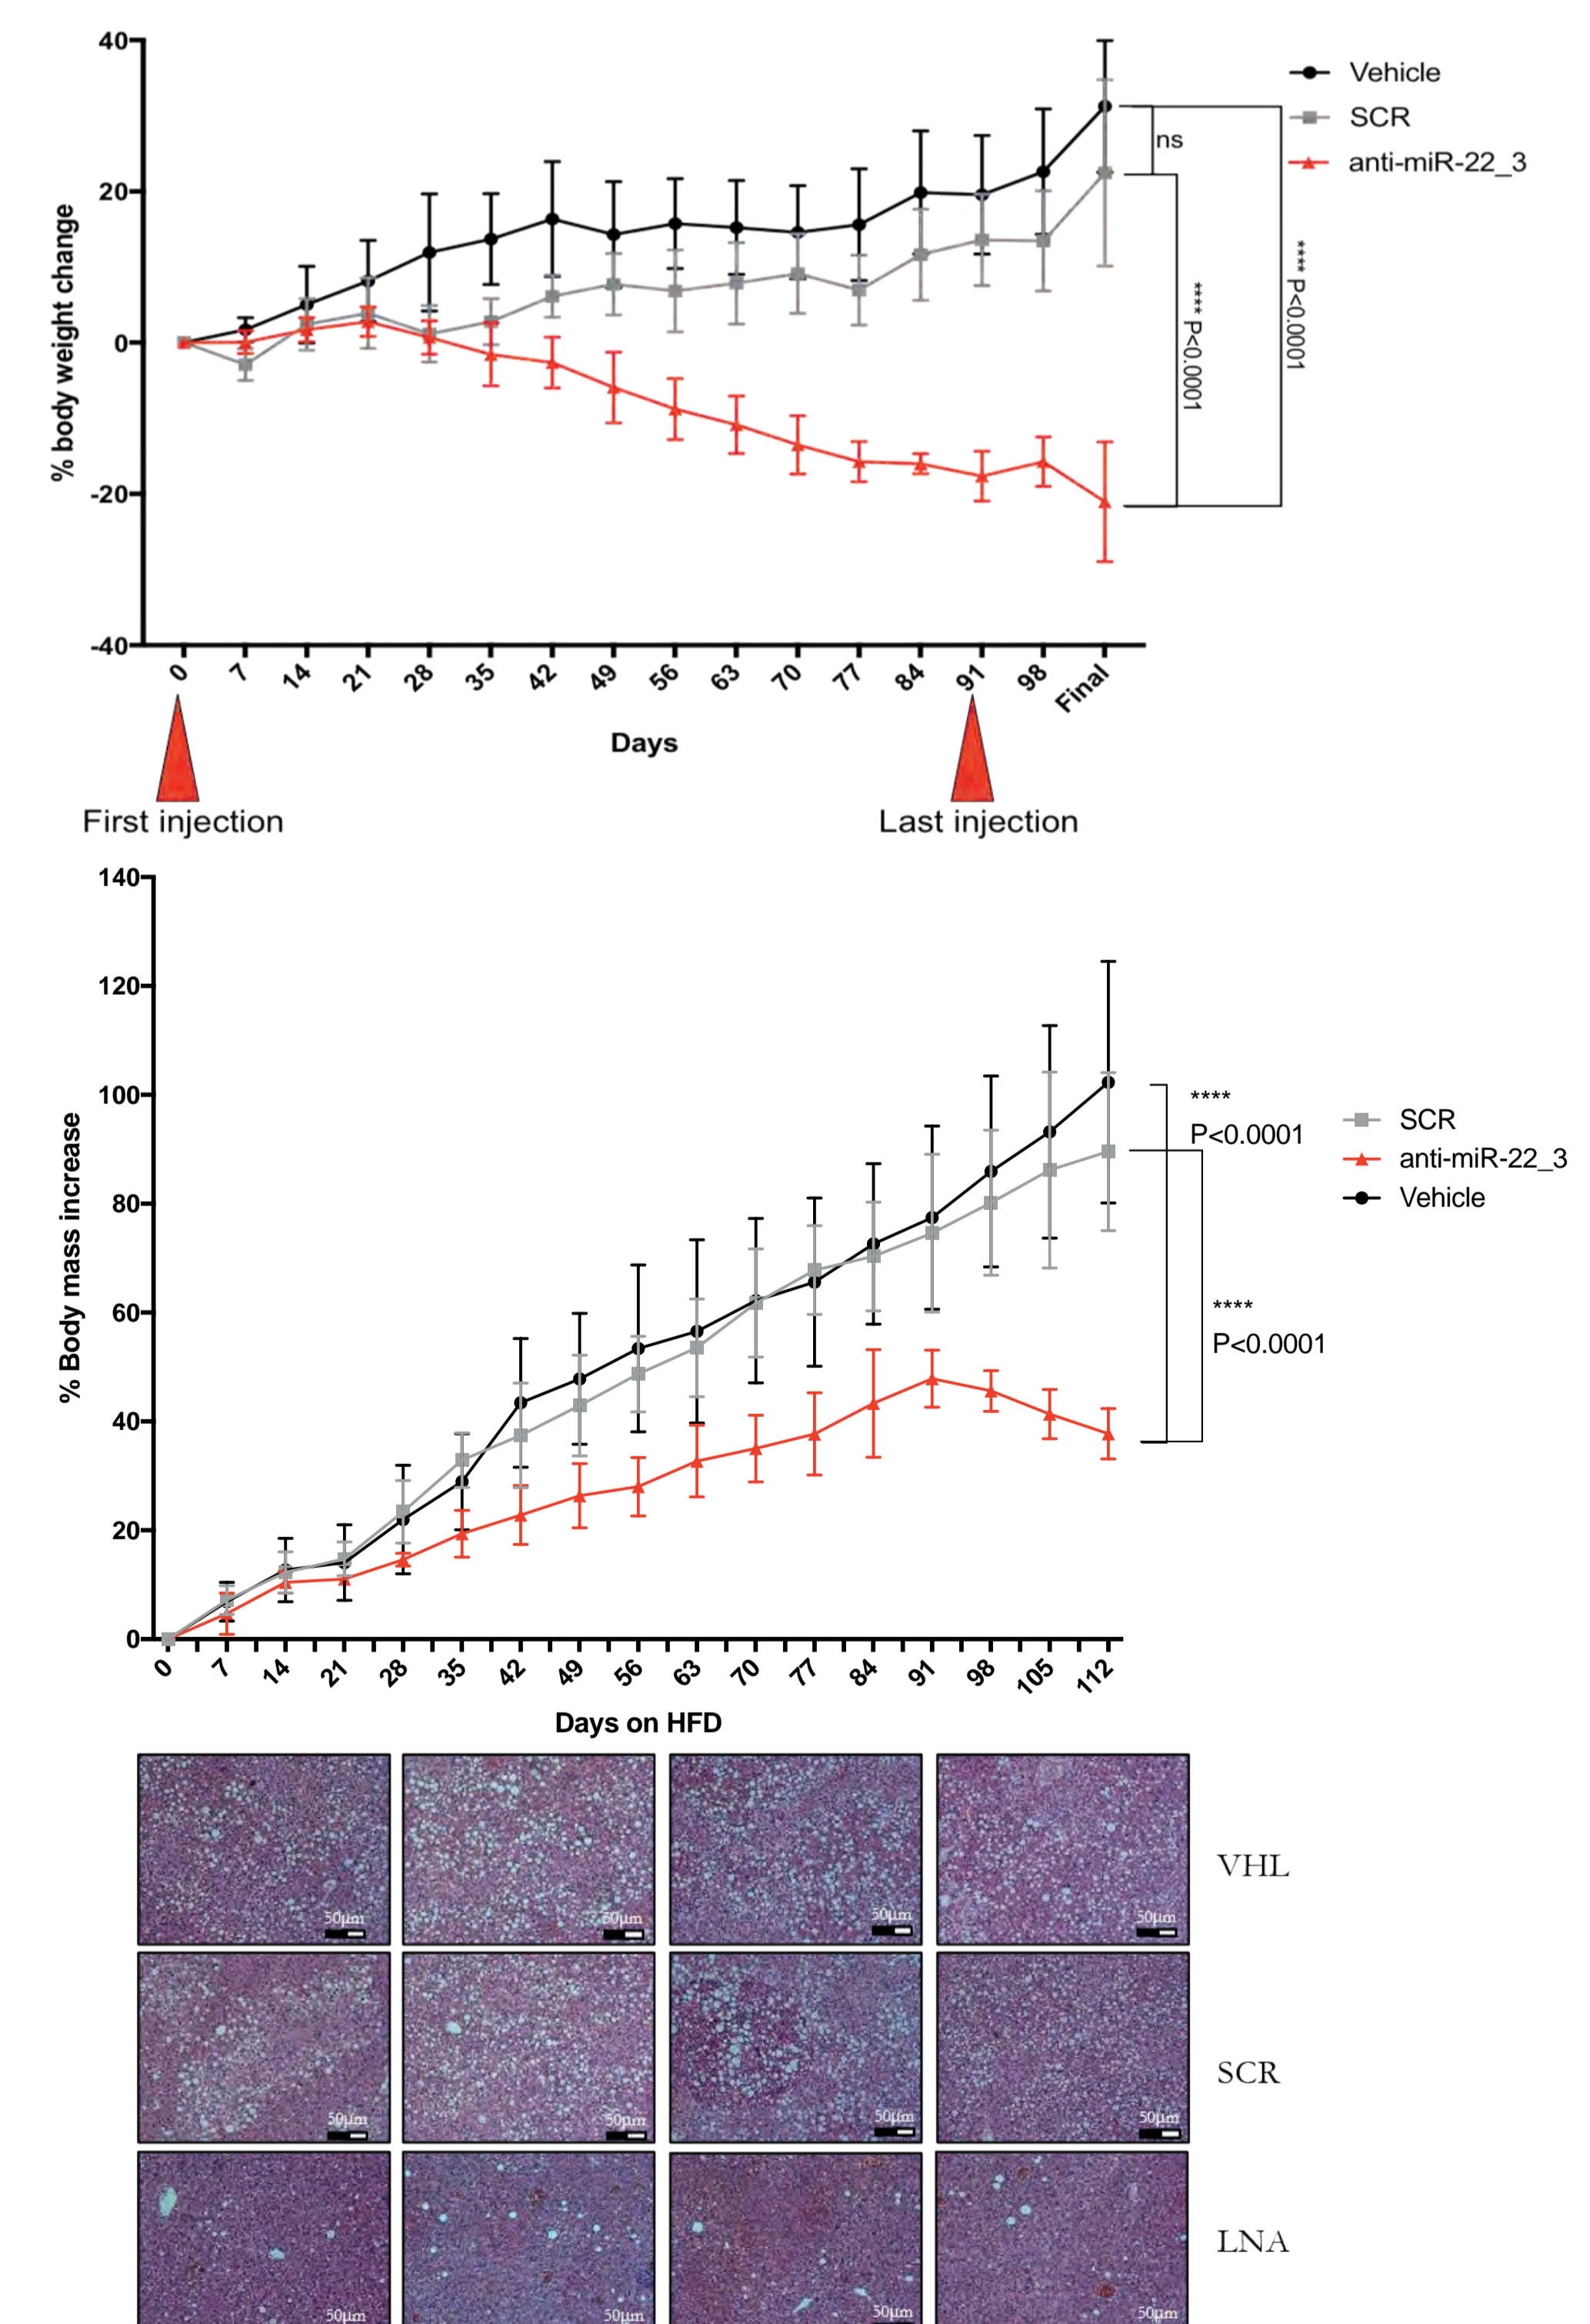 40
20
0
-20
-40
% body weight change
0 7 14 21 28 35 42 49 56 63 70 77 84 91 98 Final
Days
First injection
Last injection
Vehicle
SCR
anti-miR-22_3
ns
**** P<0.0001
**** P<0.0001
140
120
100
80
60
40
20
0
% Body mass increase
0 7 14 21 28 35 42 49 56 63 70 77 84 91 98 105 112
Days on HFD
****
P<0.0001
****
P<0.0001
SCR
anti-miR-22_3
Vehicle
50µm 50µm 50µm 50µm
VHL
50µm 50µm 50µm 50µm
SCR
50µm 50µm 50µm 50µm
LNA